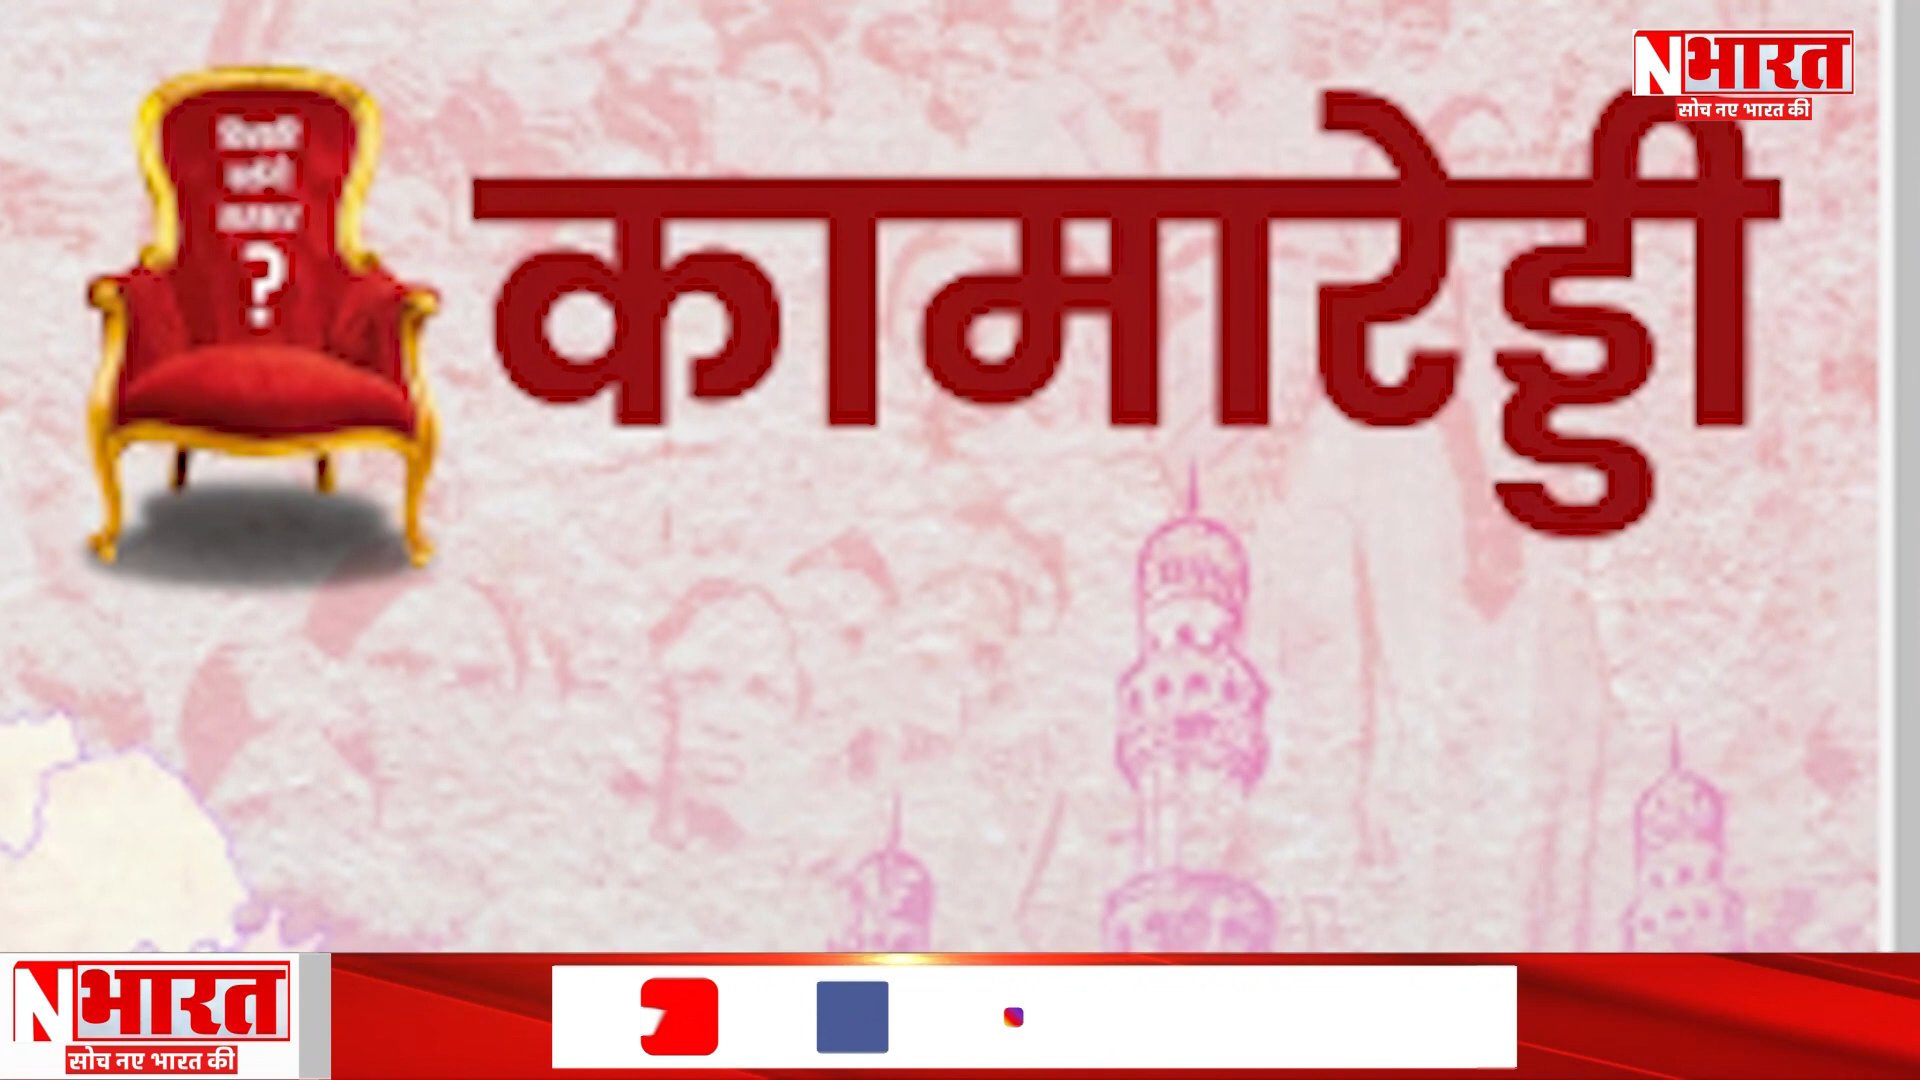 Nभारत
सोच नए भारत की
?
कामारेड्डी
Nभारत
सोच नए भारत की